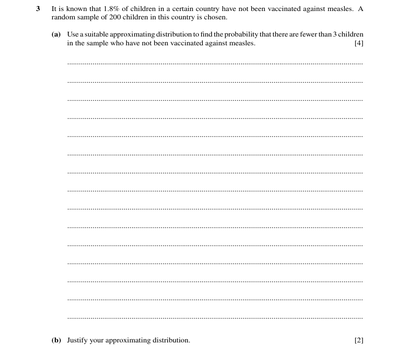 3 It is known that 1.8% of children in a certain country have not been vaccinated against measles. A
random sample of 200 children in this country is chosen.
(a) Use a suitable approximating distribution to find the probability that there are fewer than 3 children
in the sample who have not been vaccinated against measles. [4]
(b) Justify your approximating distribution. [2]